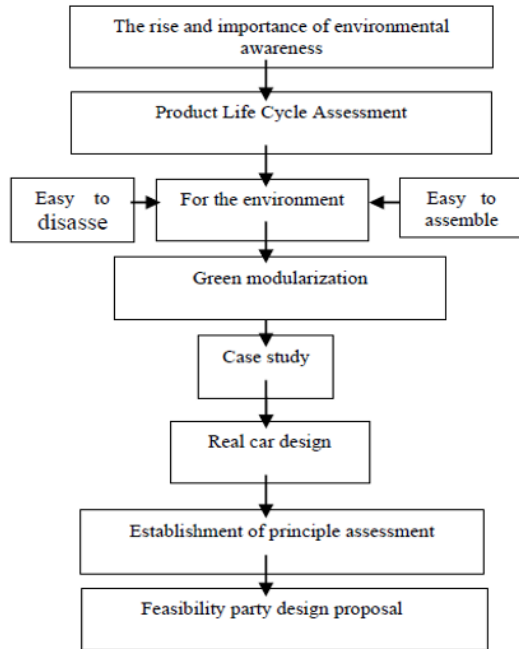 The rise and importance of environmental
awareness
Product Life Cycle Assessment
Easy to
disasse
For the environment
Easy to
assemble
Green modularization
Case study
Real car design
Establishment of principle assessment
Feasibility party design proposal